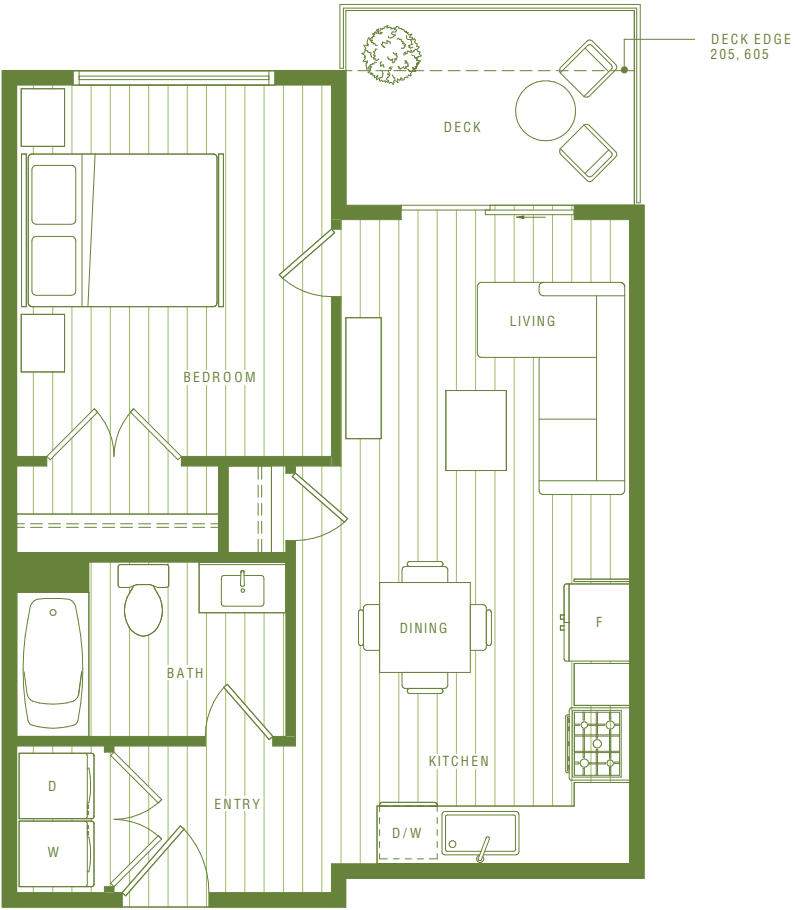 DECK EDGE
205, 605
DECK
LIVING
BEDROOM
DINING
F
BATH
KITCHEN
D
ENTRY
D/W
W